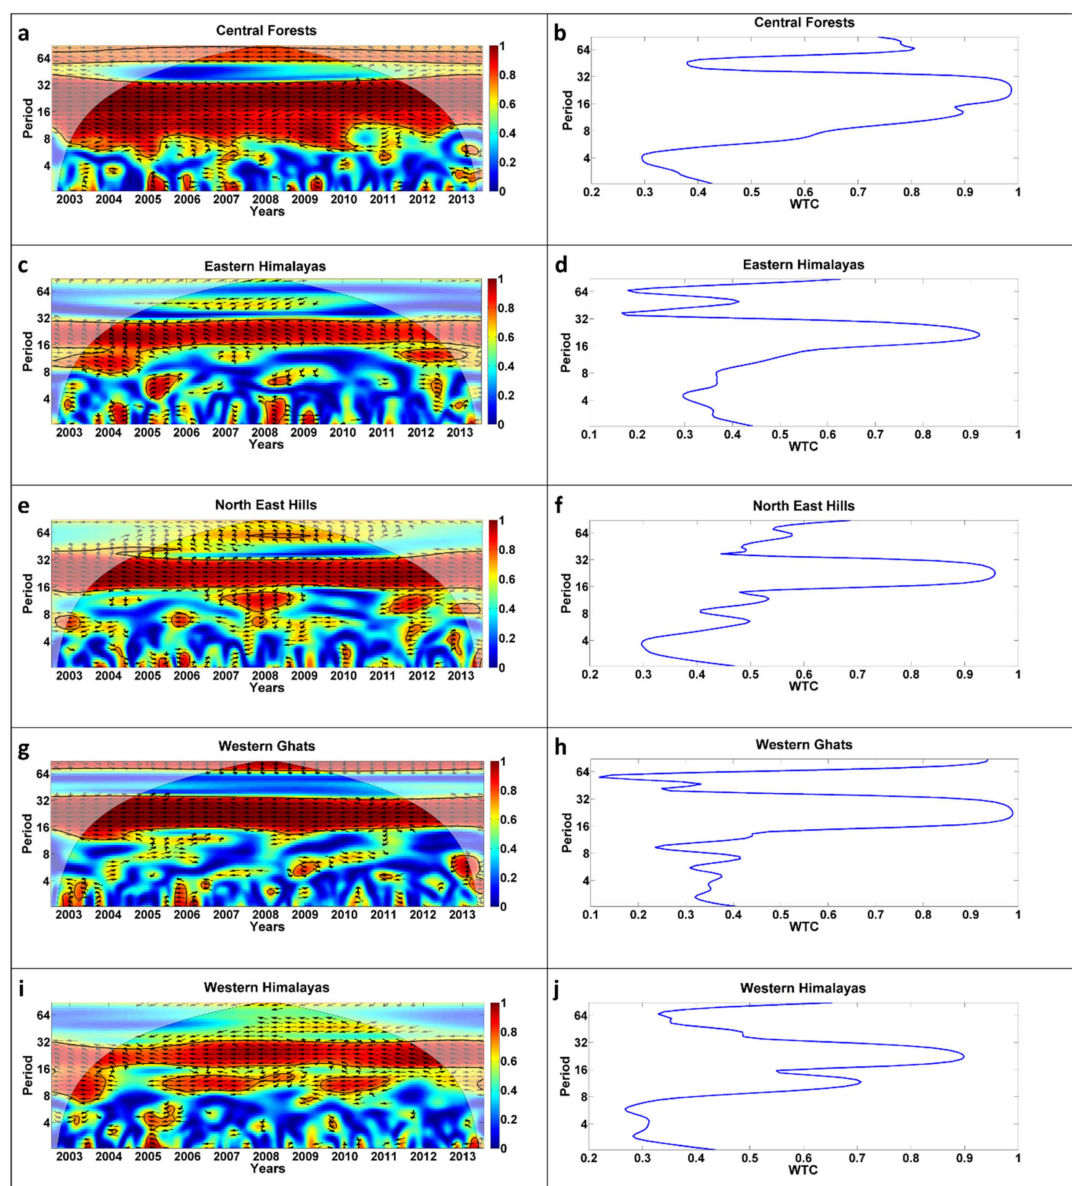 a
Central Forests
Period
64
32
16
8
4
1
0.8
0.6
0.4
0.2
0
2003 2004 2005 2006 2007 2008 2009 2010 2011 2012 2013
Years
b
Central Forests
Period
64
32
16
8
4
0.2 0.3 0.4 0.5 0.6 0.7 0.8 0.9 1
WTC
c
Eastern Himalayas
Period
64
32
16
8
4
1
0.8
0.6
0.4
0.2
0
2003 2004 2005 2006 2007 2008 2009 2010 2011 2012 2013
Years
d
Eastern Himalayas
Period
64
32
16
8
4
0.1 0.2 0.3 0.4 0.5 0.6 0.7 0.8 0.9 1
WTC
e
North East Hills
Period
64
32
16
8
4
1
0.8
0.6
0.4
0.2
0
2003 2004 2005 2006 2007 2008 2009 2010 2011 2012 2013
Years
f
North East Hills
Period
64
32
16
8
4
0.2 0.3 0.4 0.5 0.6 0.7 0.8 0.9 1
WTC
g
Western Ghats
Period
64
32
16
8
4
1
0.8
0.6
0.4
0.2
0
2003 2004 2005 2006 2007 2008 2009 2010 2011 2012 2013
Years
h
Western Ghats
Period
64
32
16
8
4
0.1 0.2 0.3 0.4 0.5 0.6 0.7 0.8 0.9 1
WTC
i
Western Himalayas
Period
64
32
16
8
4
1
0.8
0.6
0.4
0.2
0
2003 2004 2005 2006 2007 2008 2009 2010 2011 2012 2013
Years
j
Western Himalayas
Period
64
32
16
8
4
0.2 0.3 0.4 0.5 0.6 0.7 0.8 0.9 1
WTC